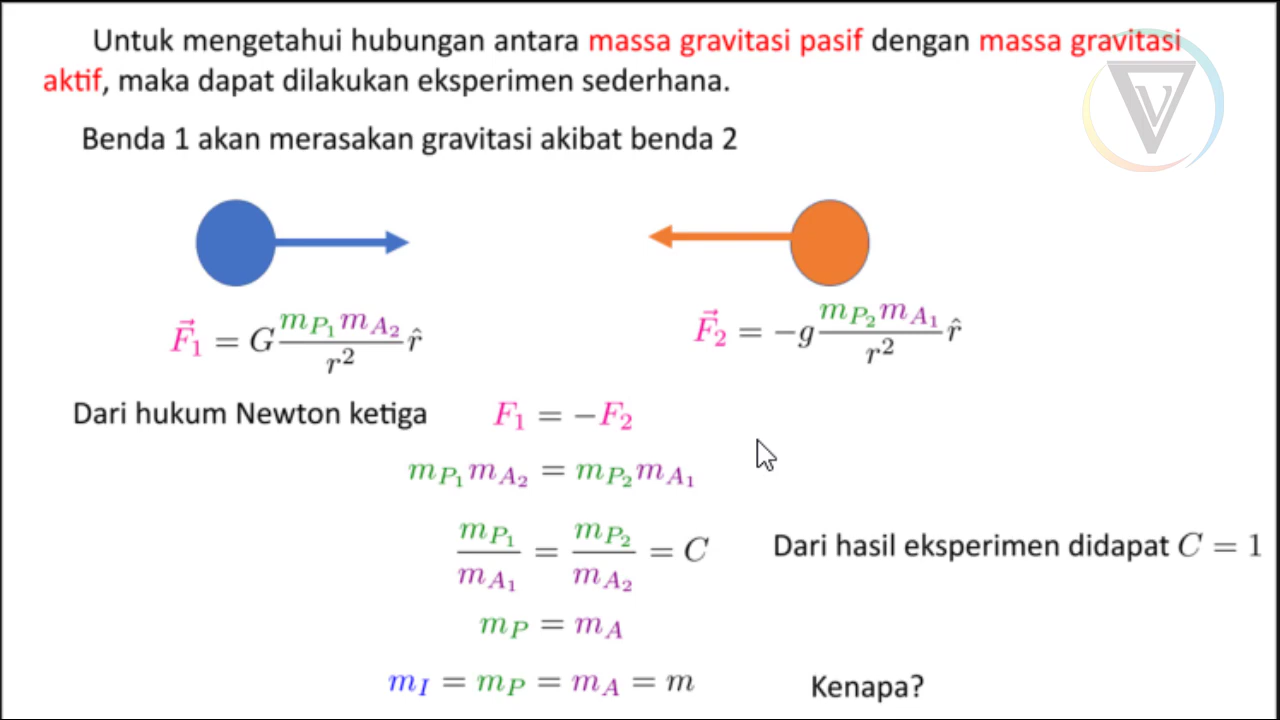 Untuk mengetahui hubungan antara massa gravitasi pasif dengan massa gravitasi
aktif, maka dapat dilakukan eksperimen sederhana.
Benda 1 akan merasakan gravitasi akibat benda 2
$\vec{F}_1 = G\frac{m_{P_1} m_{A_2}}{r^2}\hat{r}$
$\vec{F}_2 = -g\frac{m_{P_2} m_{A_1}}{r^2}\hat{r}$
Dari hukum Newton ketiga $F_1 = -F_2$
$m_{P_1} m_{A_2} = m_{P_2} m_{A_1}$
$\frac{m_{P_1}}{m_{A_1}} = \frac{m_{P_2}}{m_{A_2}} = C$
Dari hasil eksperimen didapat $C = 1$
$m_P = m_A$
$m_I = m_P = m_A = m$
Kenapa?